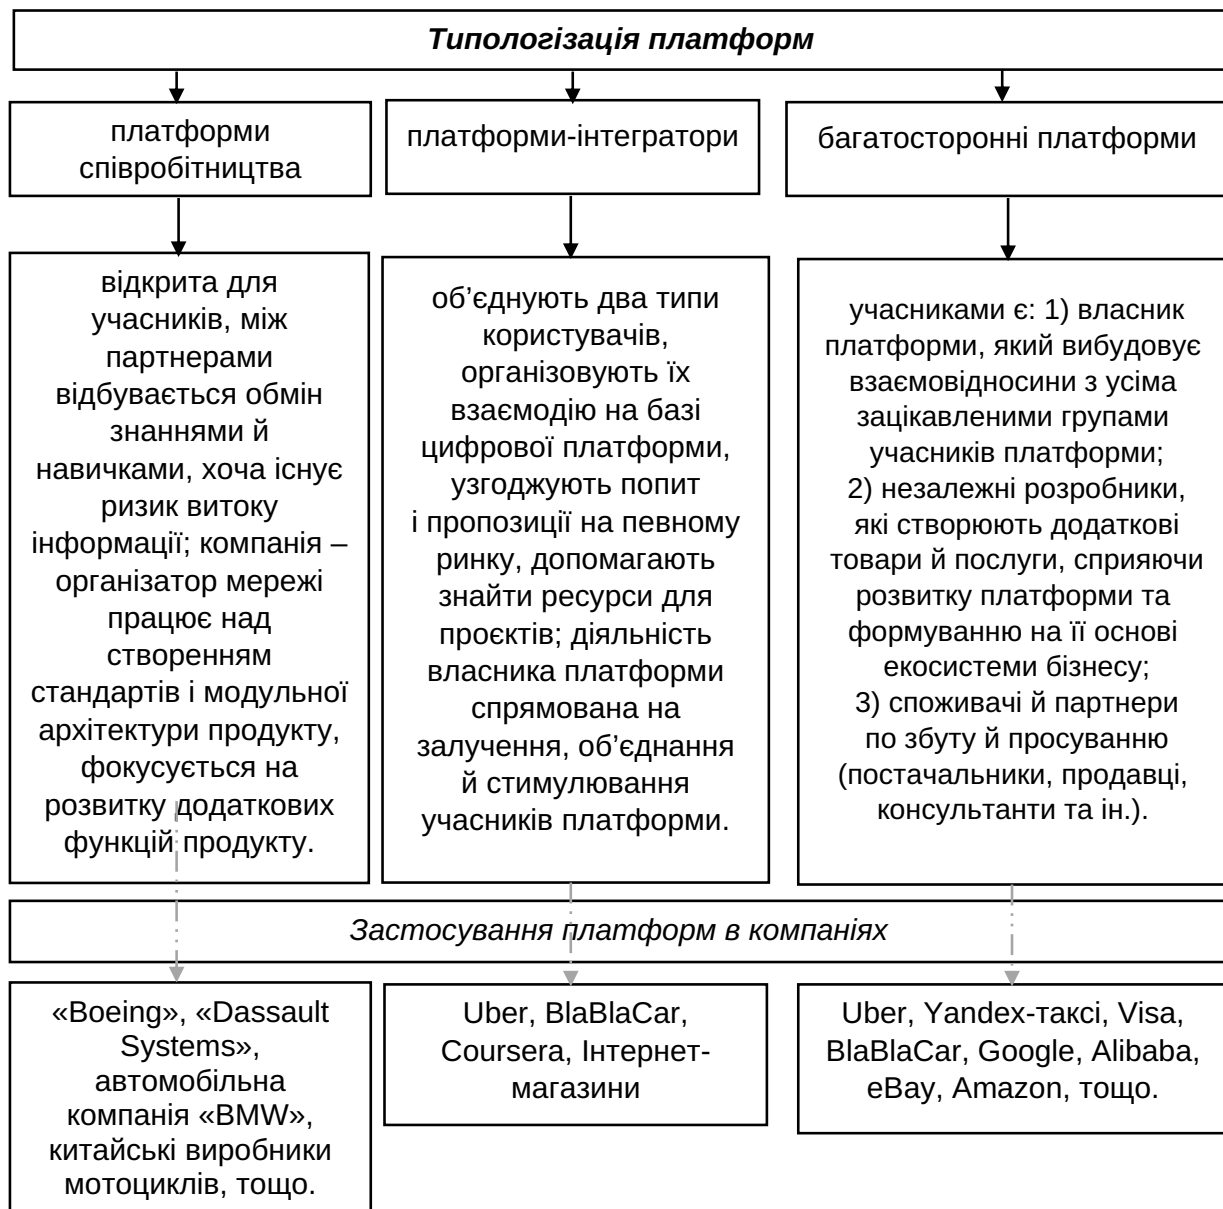 Типологізація платформ
платформи
співробітництва
платформи-інтегратори
багатосторонні платформи
відкрита для
учасників, між
партнерами
відбувається обмін
знаннями й
навичками, хоча існує
ризик витоку
інформації; компанія –
організатор мережі
працює над
створенням
стандартів і модульної
архітектури продукту,
фокусується на
розвитку додаткових
функцій продукту.
об’єднують два типи
користувачів,
організовують їх
взаємодію на базі
цифрової платформи,
узгоджують попит
і пропозиції на певному
ринку, допомагають
знайти ресурси для
проєктів; діяльність
власника платформи
спрямована на
залучення, об’єднання
й стимулювання
учасників платформи.
учасниками є: 1) власник
платформи, який вибудовує
взаємовідносини з усіма
зацікавленими групами
учасників платформи;
2) незалежні розробники,
які створюють додаткові
товари й послуги, сприяючи
розвитку платформи та
формуванню на її основі
екосистеми бізнесу;
3) споживачі й партнери
по збуту й просуванню
(постачальники, продавці,
консультанти та ін.).
Застосування платформ в компаніях
«Boeing», «Dassault
Systems»,
автомобільна
компанія «BMW»,
китайські виробники
мотоциклів, тощо.
Uber, BlaBlaCar,
Coursera, Інтернет-
магазини
Uber, Yandex-таксі, Visa,
BlaBlaCar, Google, Alibaba,
eBay, Amazon, тощо.